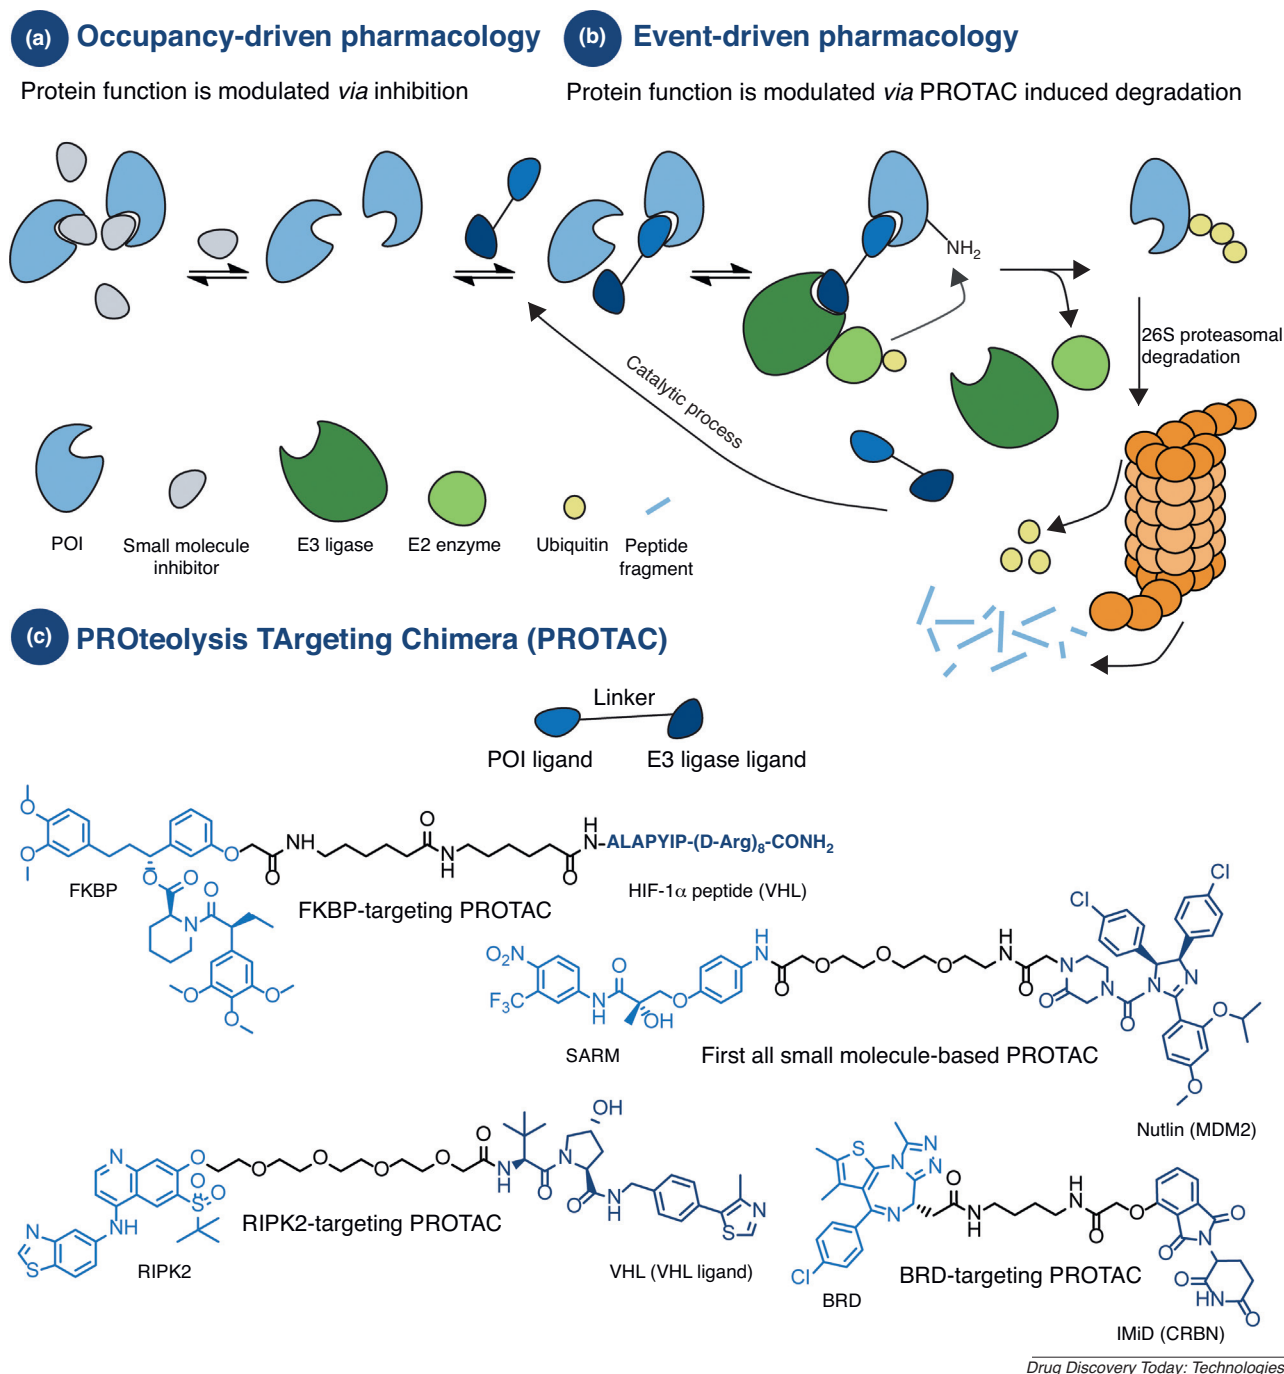 (a) Occupancy-driven pharmacology
Protein function is modulated via inhibition
(b) Event-driven pharmacology
Protein function is modulated via PROTAC induced degradation
NH2
26S proteasomal
degradation
Catalytic process
POI
Small molecule
inhibitor
E3 ligase
E2 enzyme
Ubiquitin
Peptide
fragment
(c) PROteolysis TArgeting Chimera (PROTAC)
Linker
POI ligand
E3 ligase ligand
O
O
O
O
O
O
N
O
O
O
O
NH
O
O
N
H
O
H
N
-ALAPYIP-(D-Arg)8-CONH2
FKBP
HIF-1α peptide (VHL)
FKBP-targeting PROTAC
O2N
F3C
N
H
O
OH
O
H
N
O
O
O
O
H
N
O
N
O
N
O
N
N
Cl
Cl
O
O
SARM
First all small molecule-based PROTAC
Nutlin (MDM2)
N
O
S
O
O
NH
N
S
O
O
O
O
O
N
H
O
N
OH
O
NH
N
S
RIPK2-targeting PROTAC
RIPK2
VHL (VHL ligand)
S
N
N
N
N
Cl
O
N
H
H
N
O
O
O
O
N
O
HN
O
BRD-targeting PROTAC
BRD
IMiD (CRBN)
Drug Discovery Today: Technologies